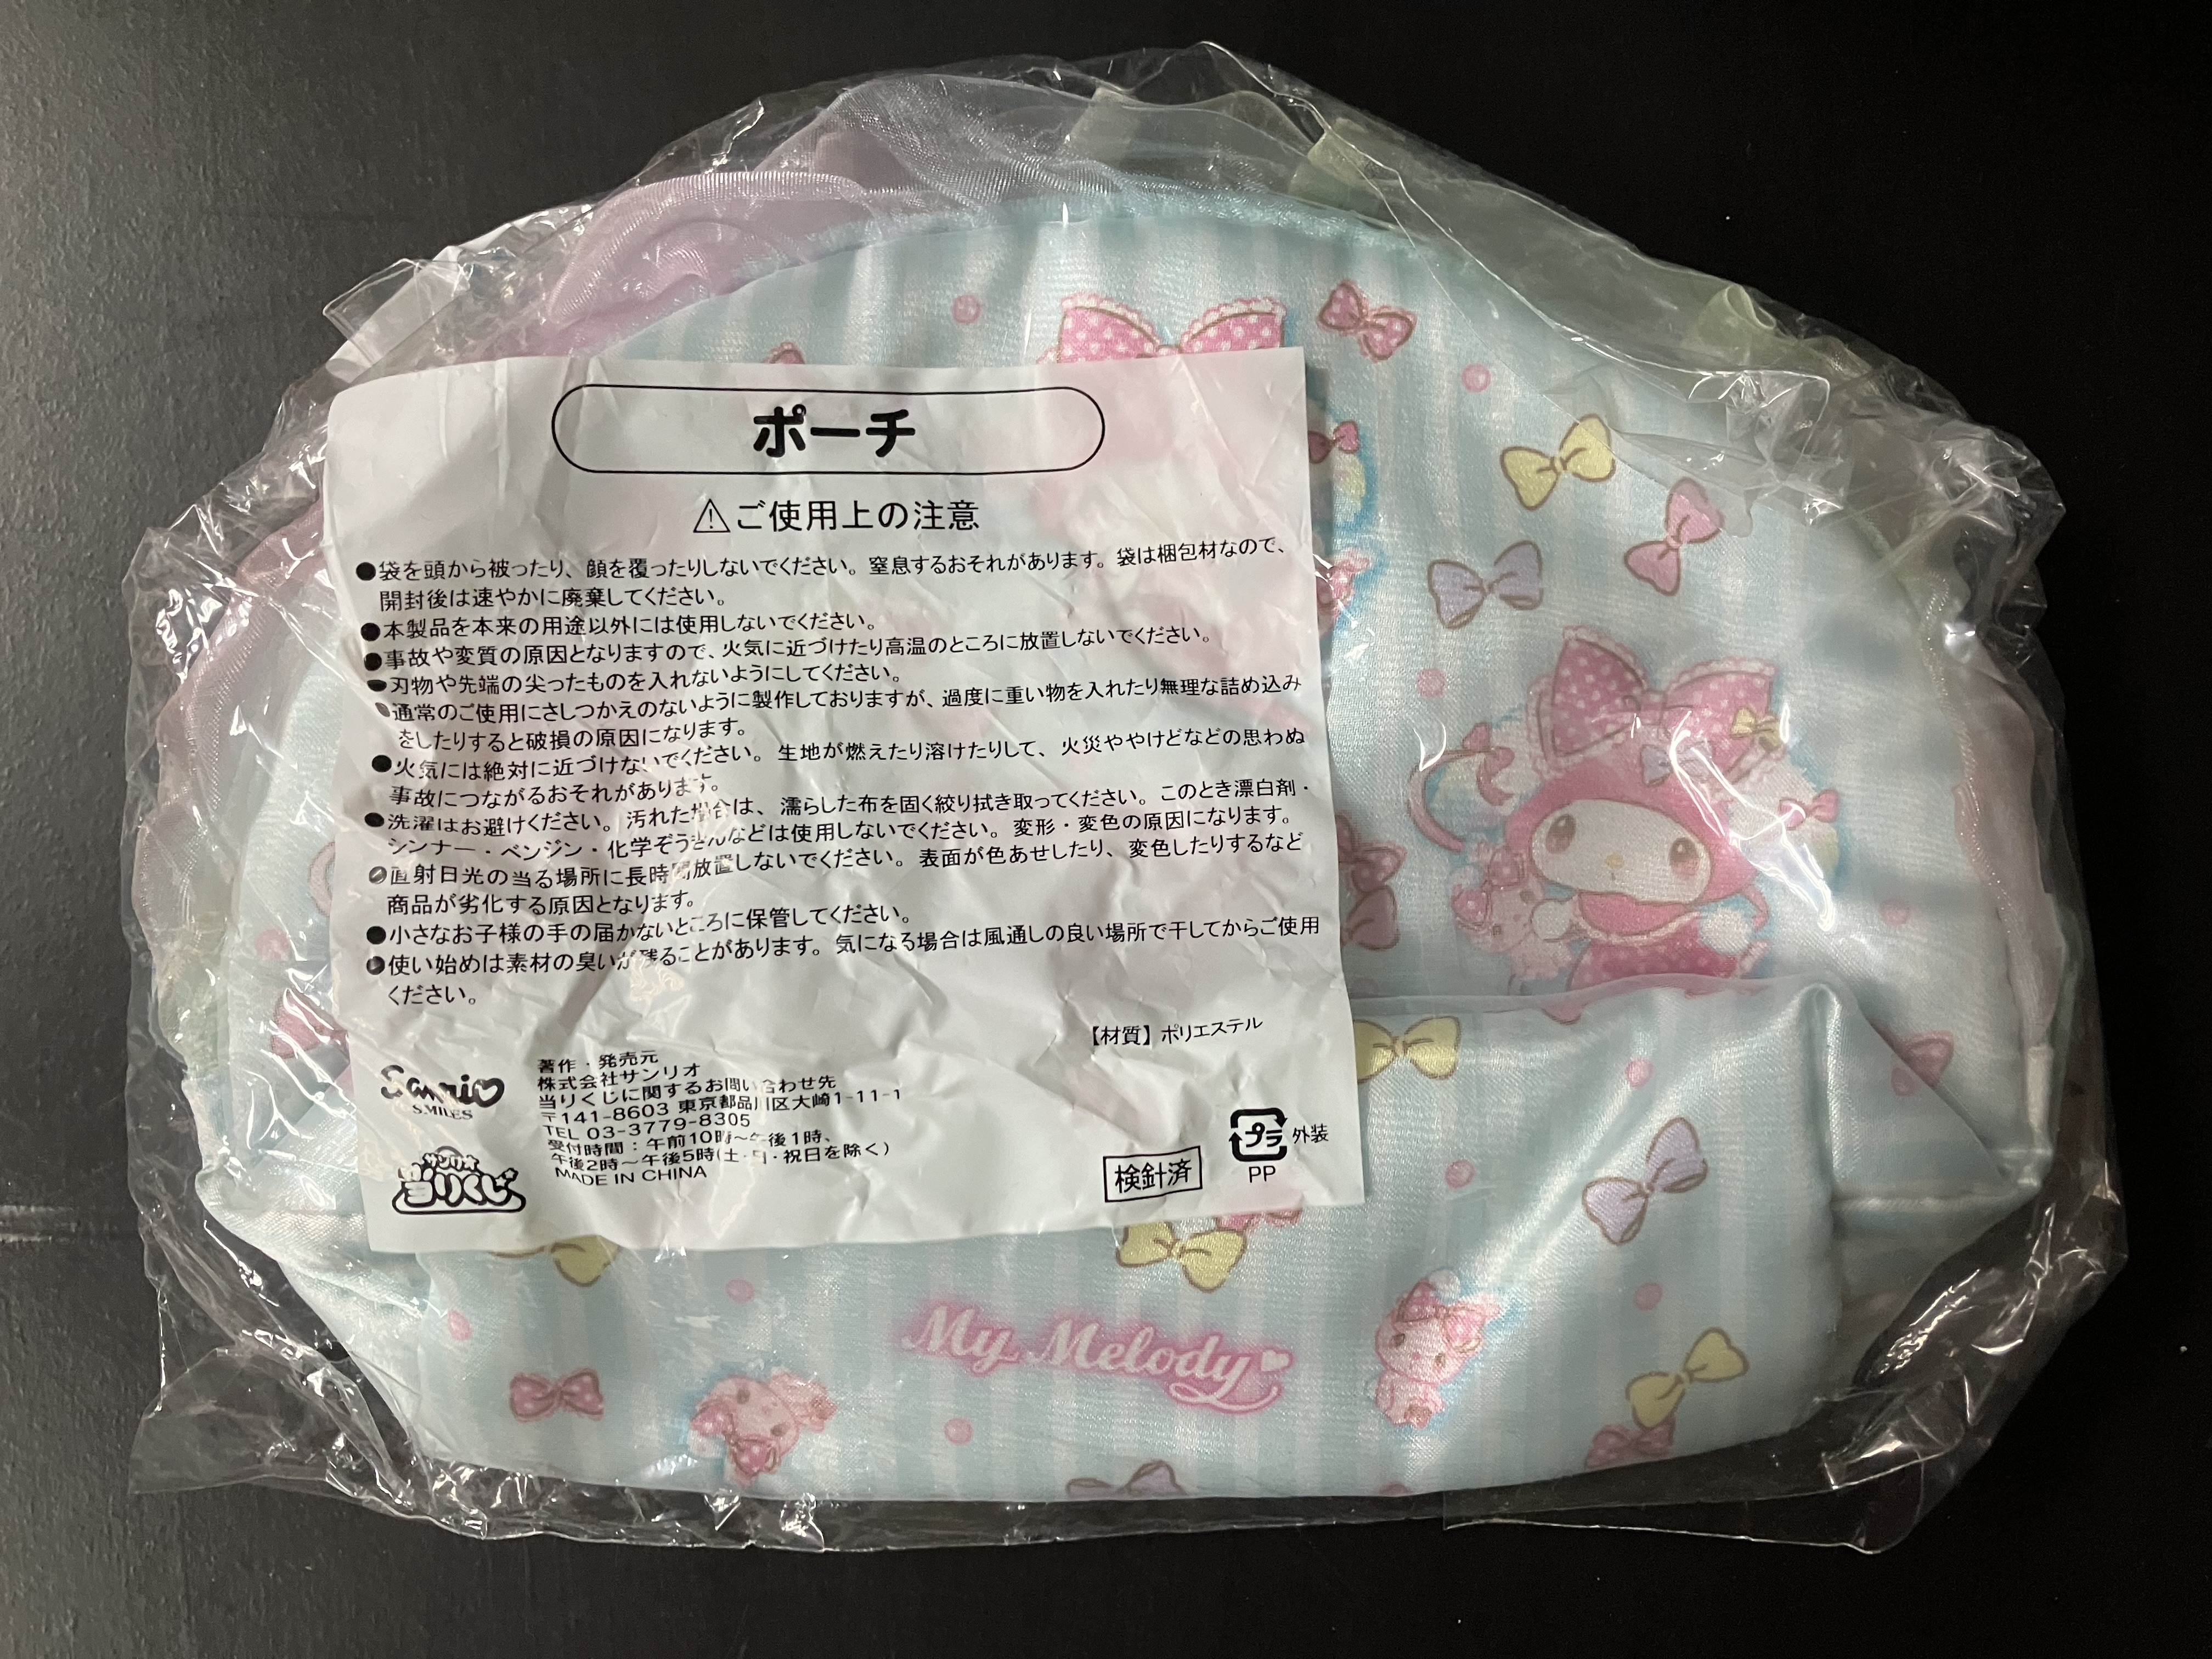 ポーチ
⚠ご使用上の注意
●袋を頭から被ったり、顔を覆ったりしないでください。窒息するおそれがあります。袋は梱包材なので、
開封後は速やかに廃棄してください。
●本製品を本来の用途以外には使用しないでください。
●事故や変質の原因となりますので、火気に近づけたり高温のところに放置しないでください。
●刃物や先端の尖ったものを入れないようにしてください。
●通常のご使用にさしつかえのないように製作しておりますが、過度に重い物を入れたり無理な詰め込み
をしたりすると破損の原因になります。
●火気には絶対に近づけないでください。生地が燃えたり溶けたりして、火災ややけどなどの思わぬ
事故につながるおそれがあります。
●洗濯はお避けください。汚れた場合は、濡らした布を固く絞り拭き取ってください。このとき漂白剤・
シンナー・ベンジン・化学ぞうきんなどは使用しないでください。変形・変色の原因になります。
●直射日光の当る場所に長時間放置しないでください。表面が色あせしたり、変色したりするなど
商品が劣化する原因となります。
●小さなお子様の手の届かないところに保管してください。
●使い始めは素材の臭いが残ることがあります。気になる場合は風通しの良い場所で干してからご使用
ください。
【材質】ポリエステル
Sanrio
SMILES
サンリオ
当りくじ
著作・発売元
株式会社サンリオ
当りくじに関するお問い合わせ先
〒141-8603 東京都品川区大崎1-11-1
TEL 03-3779-8305
受付時間：午前10時～午後1時、
午後2時～午後5時(土・日・祝日を除く)
MADE IN CHINA
検針済
プラ 外装
PP
My Melody